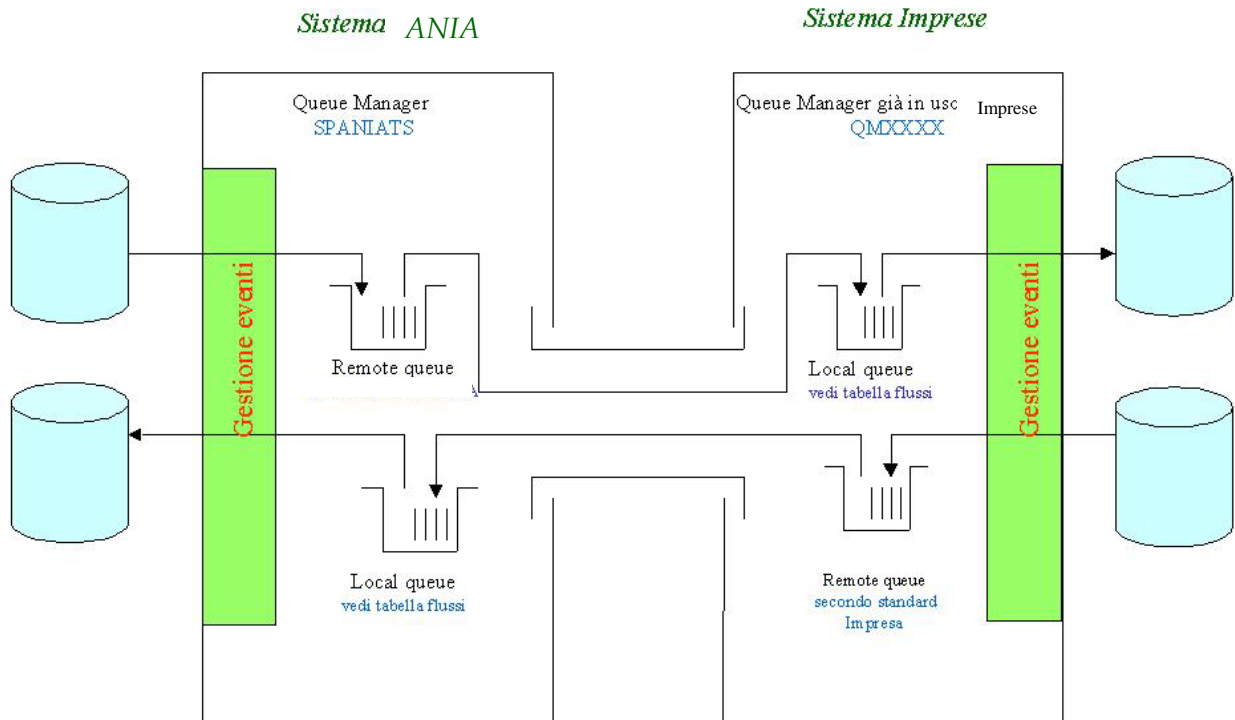 Sistema ANIA
Sistema Imprese
Queue Manager
SPANIATS
Queue Manager già in uso Imprese
QMXXXX
Gestione eventi
Gestione eventi
Remote queue
Local queue
vedi tabella flussi
Local queue
vedi tabella flussi
Remote queue
secondo standard
Impresa